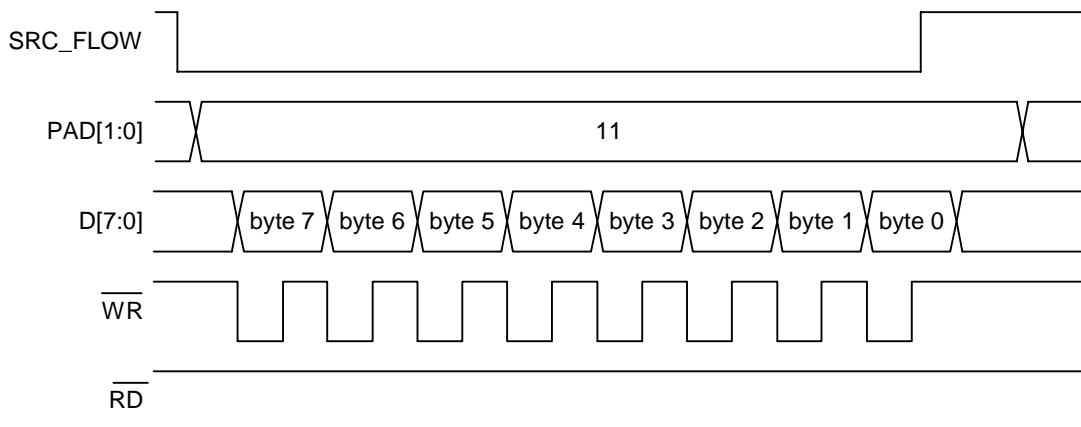 SRC_FLOW
PAD[1:0] 11
D[7:0] byte 7 byte 6 byte 5 byte 4 byte 3 byte 2 byte 1 byte 0
WR
RD